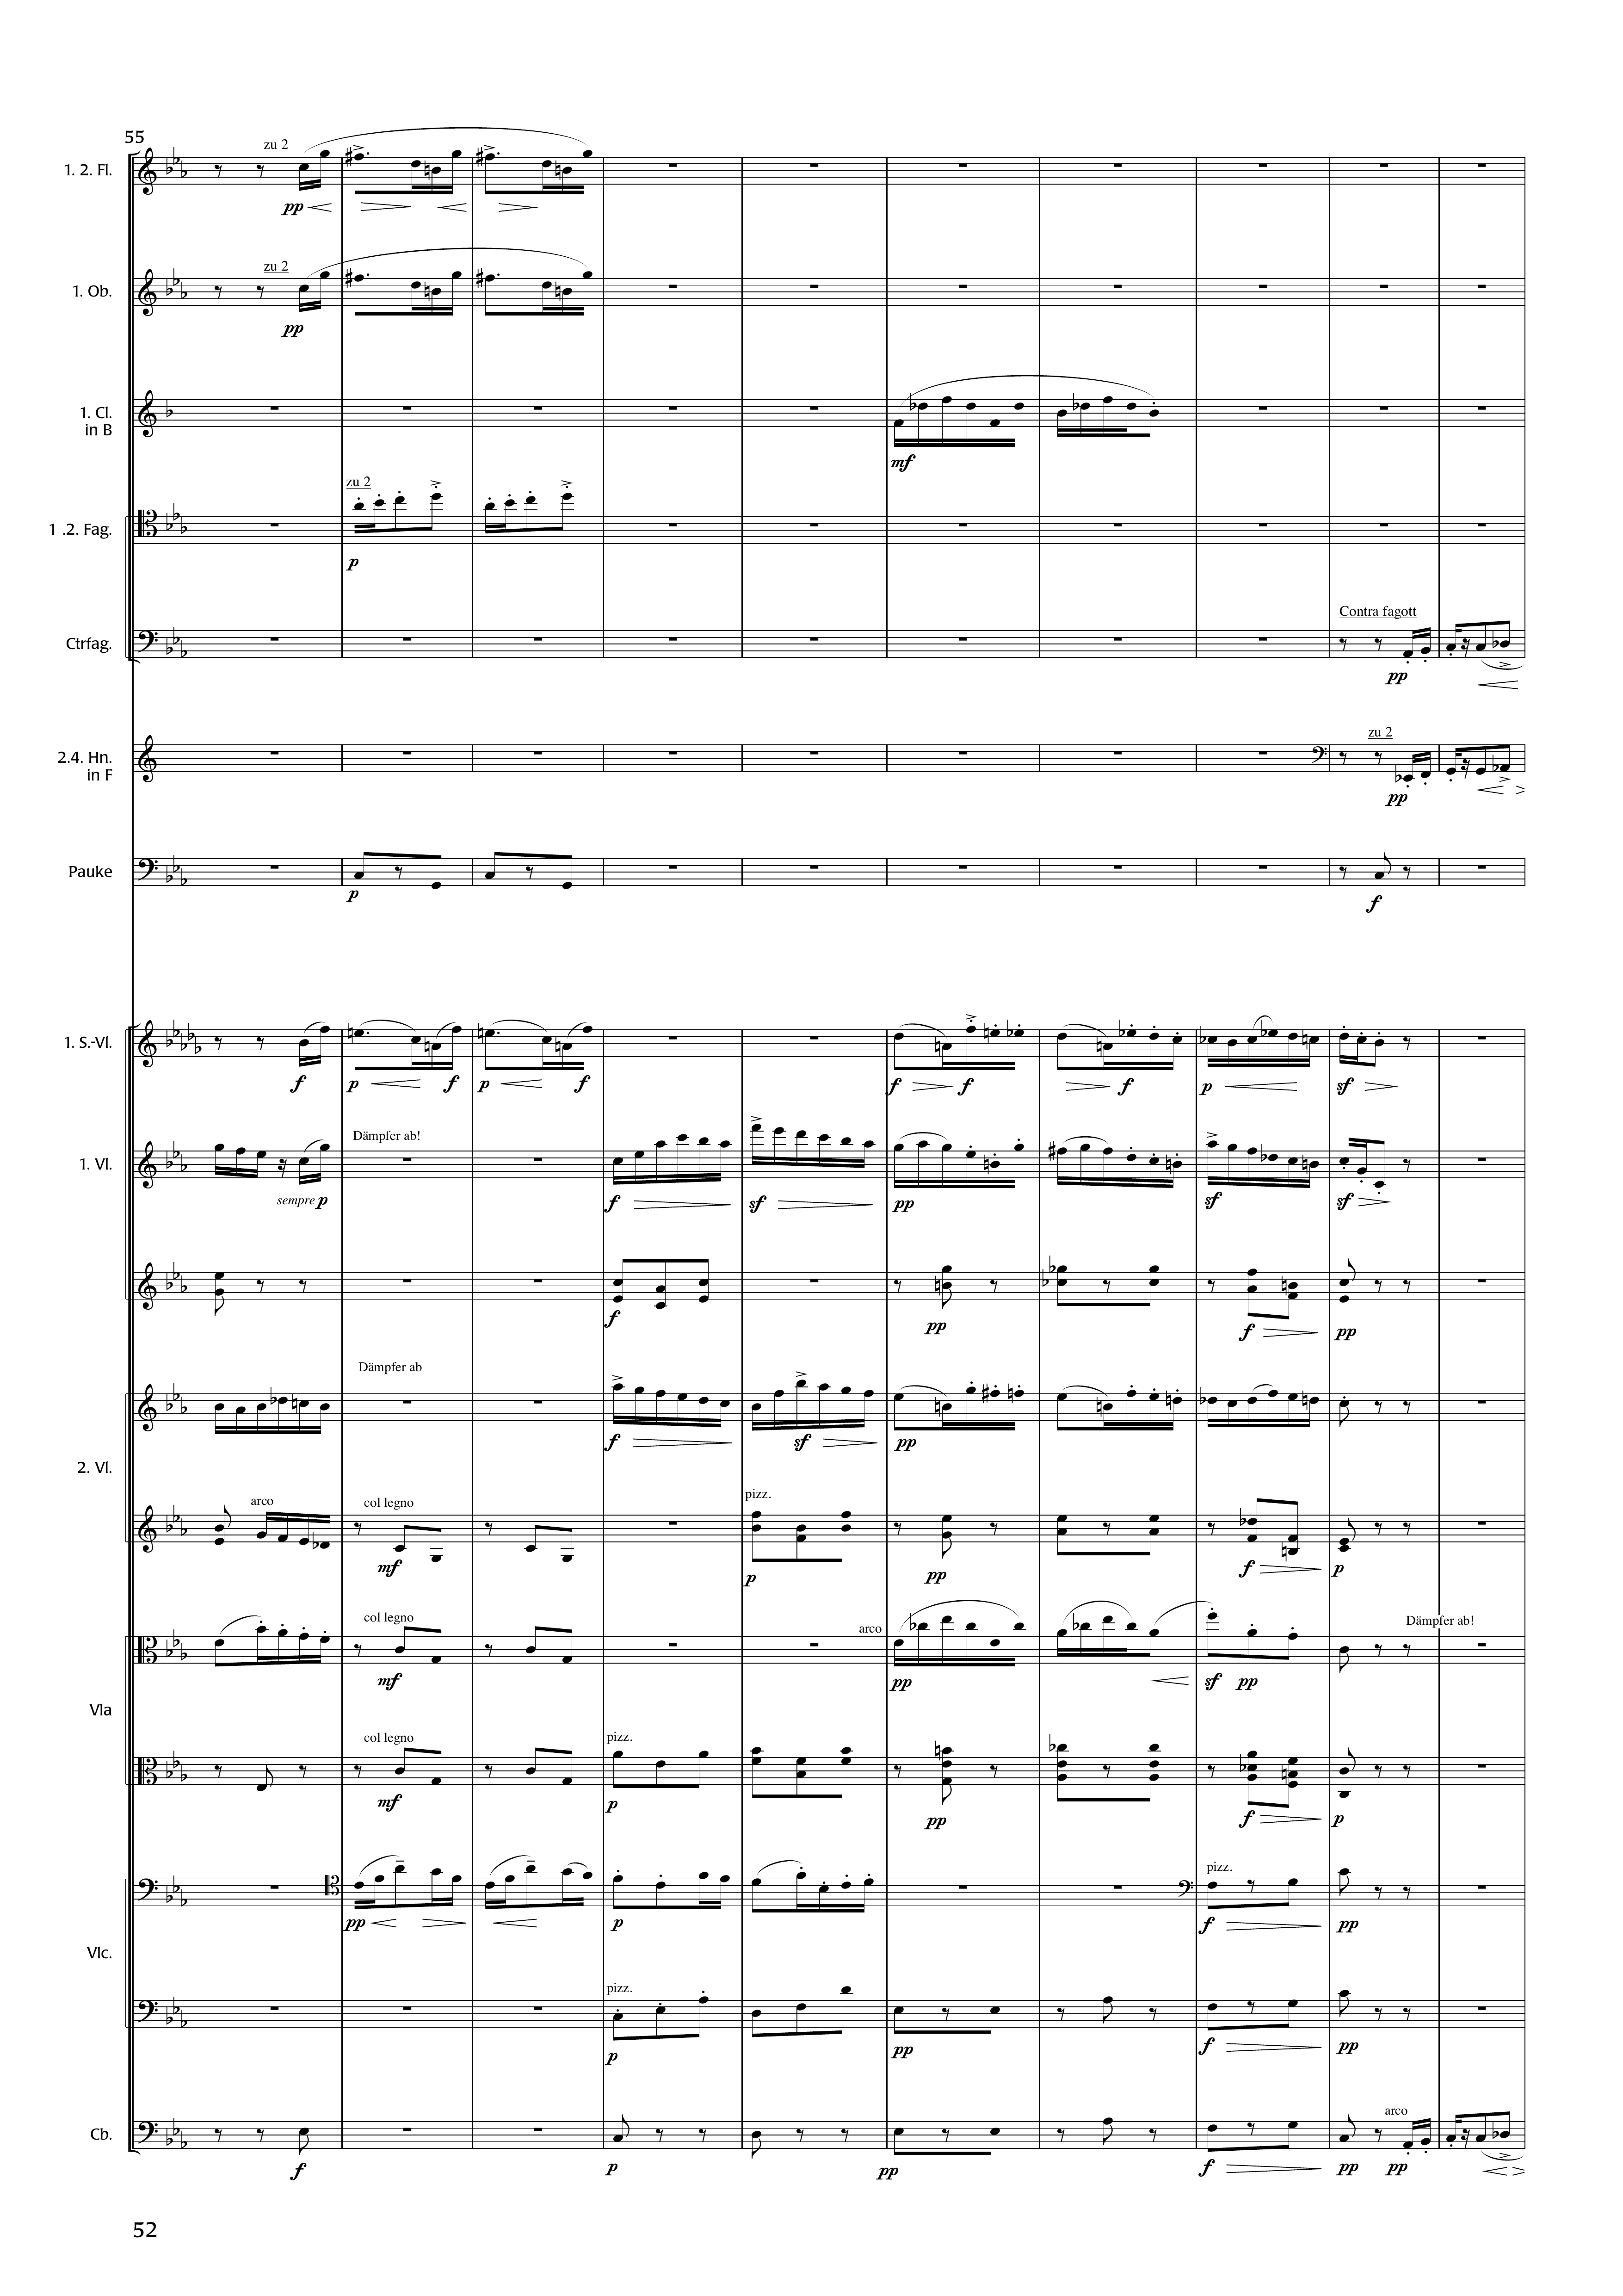 55
1. 2. Fl.
zu 2
pp
1. Ob.
zu 2
pp
1. Cl.
in B
mf
1 .2. Fag.
zu 2
p
Ctrfag.
Contra fagott
pp
2.4. Hn.
in F
zu 2
pp
Pauke
p
f
1. S.-Vl.
f p f p f f f f p sf
1. Vl.
Dämpfer ab!
sempre p f sf pp sf sf
f pp f pp
Dämpfer ab
f sf pp
2. Vl.
arco col legno pizz.
mf p pp f p
col legno arco Dämpfer ab!
mf pp sf pp
Vla
col legno pizz.
mf p pp f p
pizz.
pp p f pp
Vlc.
pizz.
p pp f pp
Cb.
arco
f p pp f pp pp
52